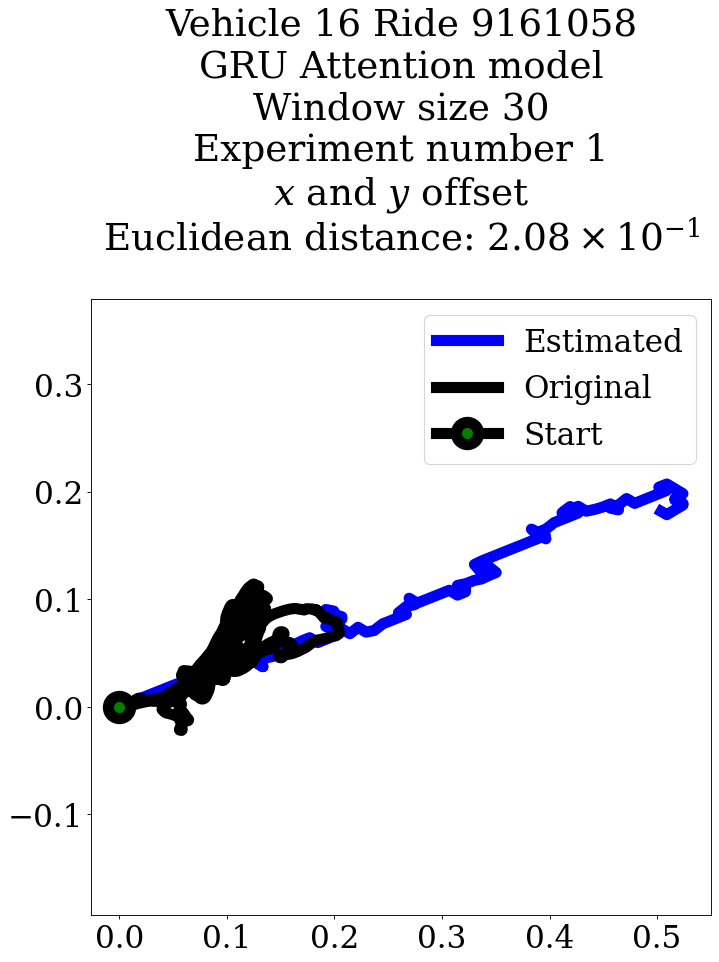 Vehicle 16 Ride 9161058
GRU Attention model
Window size 30
Experiment number 1
x and y offset
Euclidean distance: 2.08 × 10⁻¹
Estimated
Original
Start
0.3
0.2
0.1
0.0
−0.1
0.0 0.1 0.2 0.3 0.4 0.5